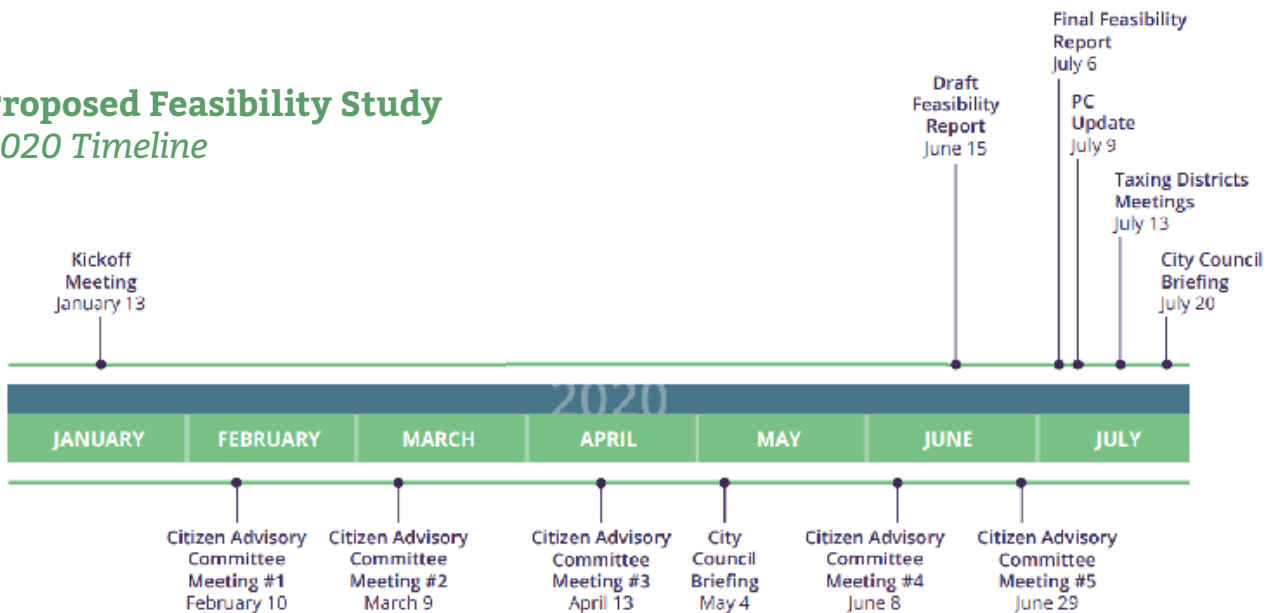 Proposed Feasibility Study
2020 Timeline
Final Feasibility
Report
July 6
Draft
Feasibility
Report
June 15
PC
Update
July 9
Taxing Districts
Meetings
July 13
City Council
Briefing
July 20
Kickoff
Meeting
January 13
2020
JANUARY
FEBRUARY
MARCH
APRIL
MAY
JUNE
JULY
Citizen Advisory
Committee
Meeting #1
February 10
Citizen Advisory
Committee
Meeting #2
March 9
Citizen Advisory
Committee
Meeting #3
April 13
City
Council
Briefing
May 4
Citizen Advisory
Committee
Meeting #4
June 8
Citizen Advisory
Committee
Meeting #5
June 29